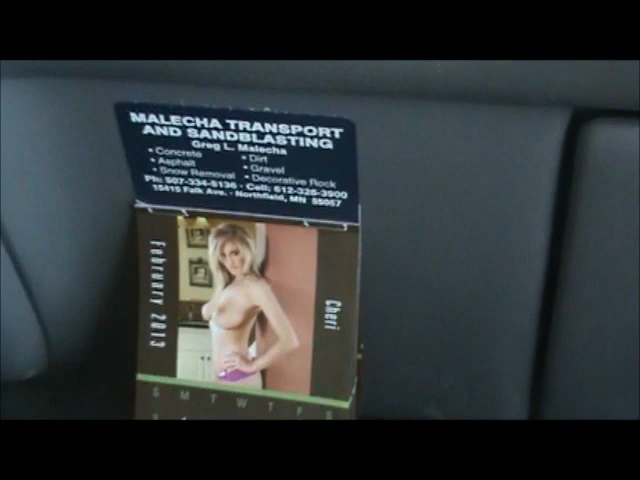 MALECHA TRANSPORT
AND SANDBLASTING
Greg L. Malecha
• Concrete • Dirt
• Asphalt • Gravel
• Snow Removal • Decorative Rock
Ph: 507-334-5136 • Cell: 612-328-3900
15415 Falk Ave. • Northfield, MN 55057
February 2013
Cheri
S M T W T F S